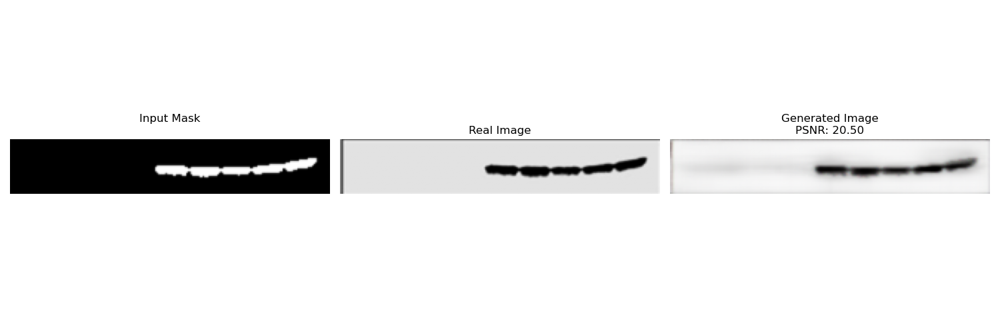 Input Mask
Real Image
Generated Image
PSNR: 20.50